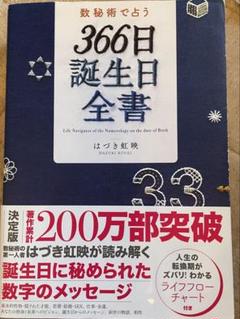 数秘術で占う
366日
誕生日
全書
はづき虹映
HAZUKI KOUEI
Life Navigator of the Numerology on the date of Birth
33
決定版
著作累計
200万部突破
数秘術の
第一人者
はづき虹映が読み解く
誕生日に秘められた
数字のメッセージ
人生の
転換期が
ズバリ!わかる
ライフフロー
チャート
付き